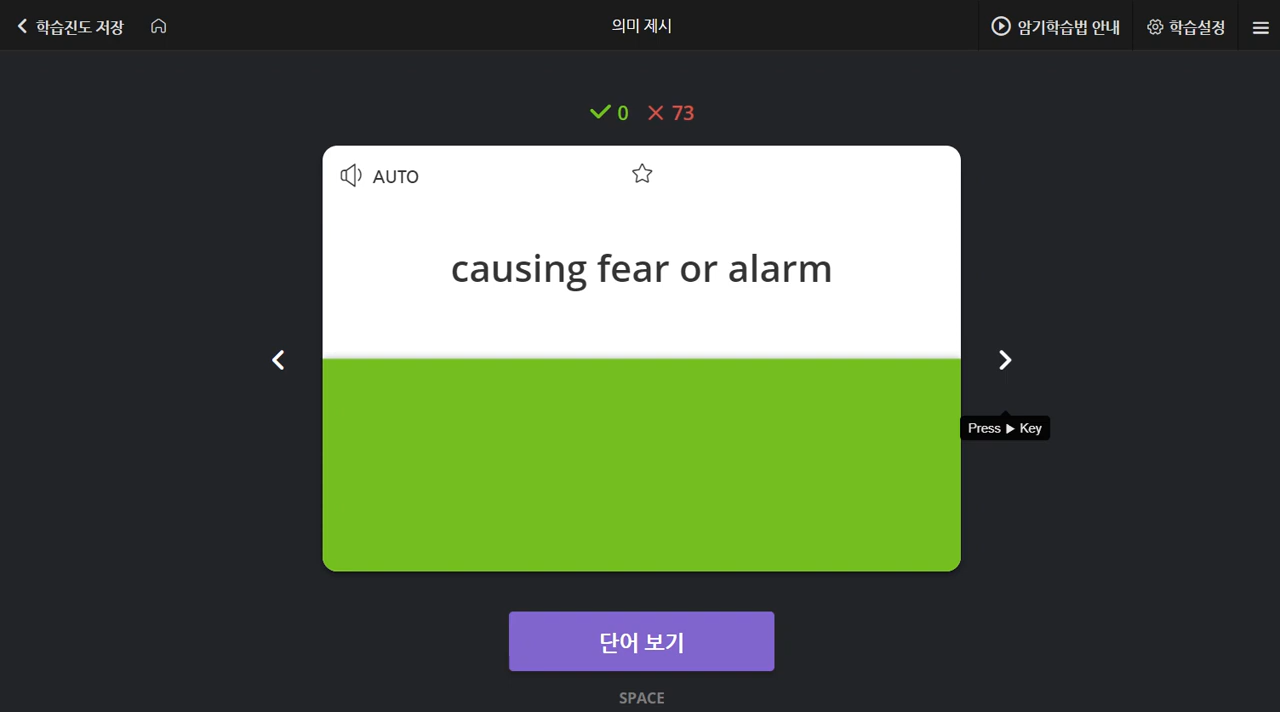 학습진도 저장
의미 제시
암기학습법 안내
학습설정
0
73
AUTO
causing fear or alarm
Press ▶ Key
단어 보기
SPACE